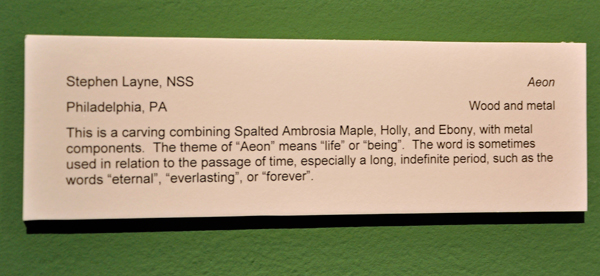 Stephen Layne, NSS Aeon
Philadelphia, PA Wood and metal
This is a carving combining Spalted Ambrosia Maple, Holly, and Ebony, with metal
components. The theme of “Aeon” means “life” or “being”. The word is sometimes
used in relation to the passage of time, especially a long, indefinite period, such as the
words “eternal”, “everlasting”, or “forever”.